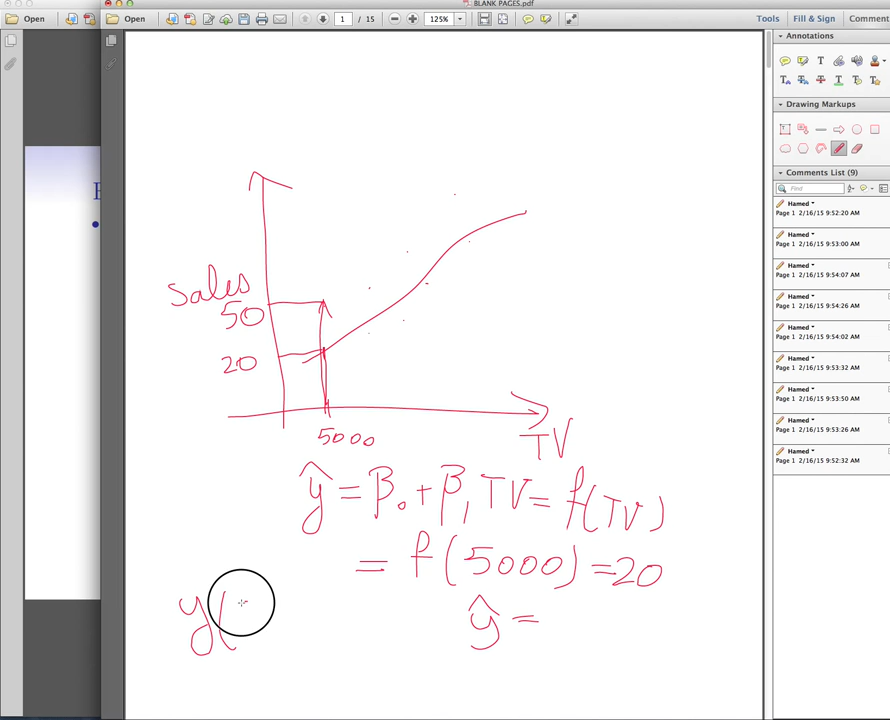 BLANK PAGES.pdf
Open
Open
1 / 15
125%
Tools
Fill & Sign
Comment
Annotations
Drawing Markups
Comments List (9)
Find
Hamed
Page 1 2/16/15 9:52:20 AM
Hamed
Page 1 2/16/15 9:53:00 AM
Hamed
Page 1 2/16/15 9:54:07 AM
Hamed
Page 1 2/16/15 9:54:26 AM
Hamed
Page 1 2/16/15 9:54:02 AM
Hamed
Page 1 2/16/15 9:53:32 AM
Hamed
Page 1 2/16/15 9:53:50 AM
Hamed
Page 1 2/16/15 9:53:26 AM
Hamed
Page 1 2/16/15 9:52:32 AM
Sales
50
20
5000
TV
ŷ = β₀ + β₁ TV = f(TV)
= f(5000) = 20
ŷ =
y(